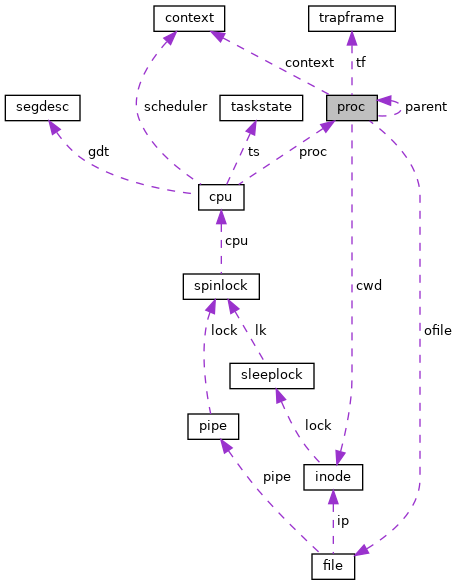 context
trapframe
context
tf
segdesc
scheduler
taskstate
proc
parent
gdt
ts
proc
cpu
cpu
spinlock
cwd
lock
lk
ofile
sleeplock
pipe
lock
pipe
inode
ip
file